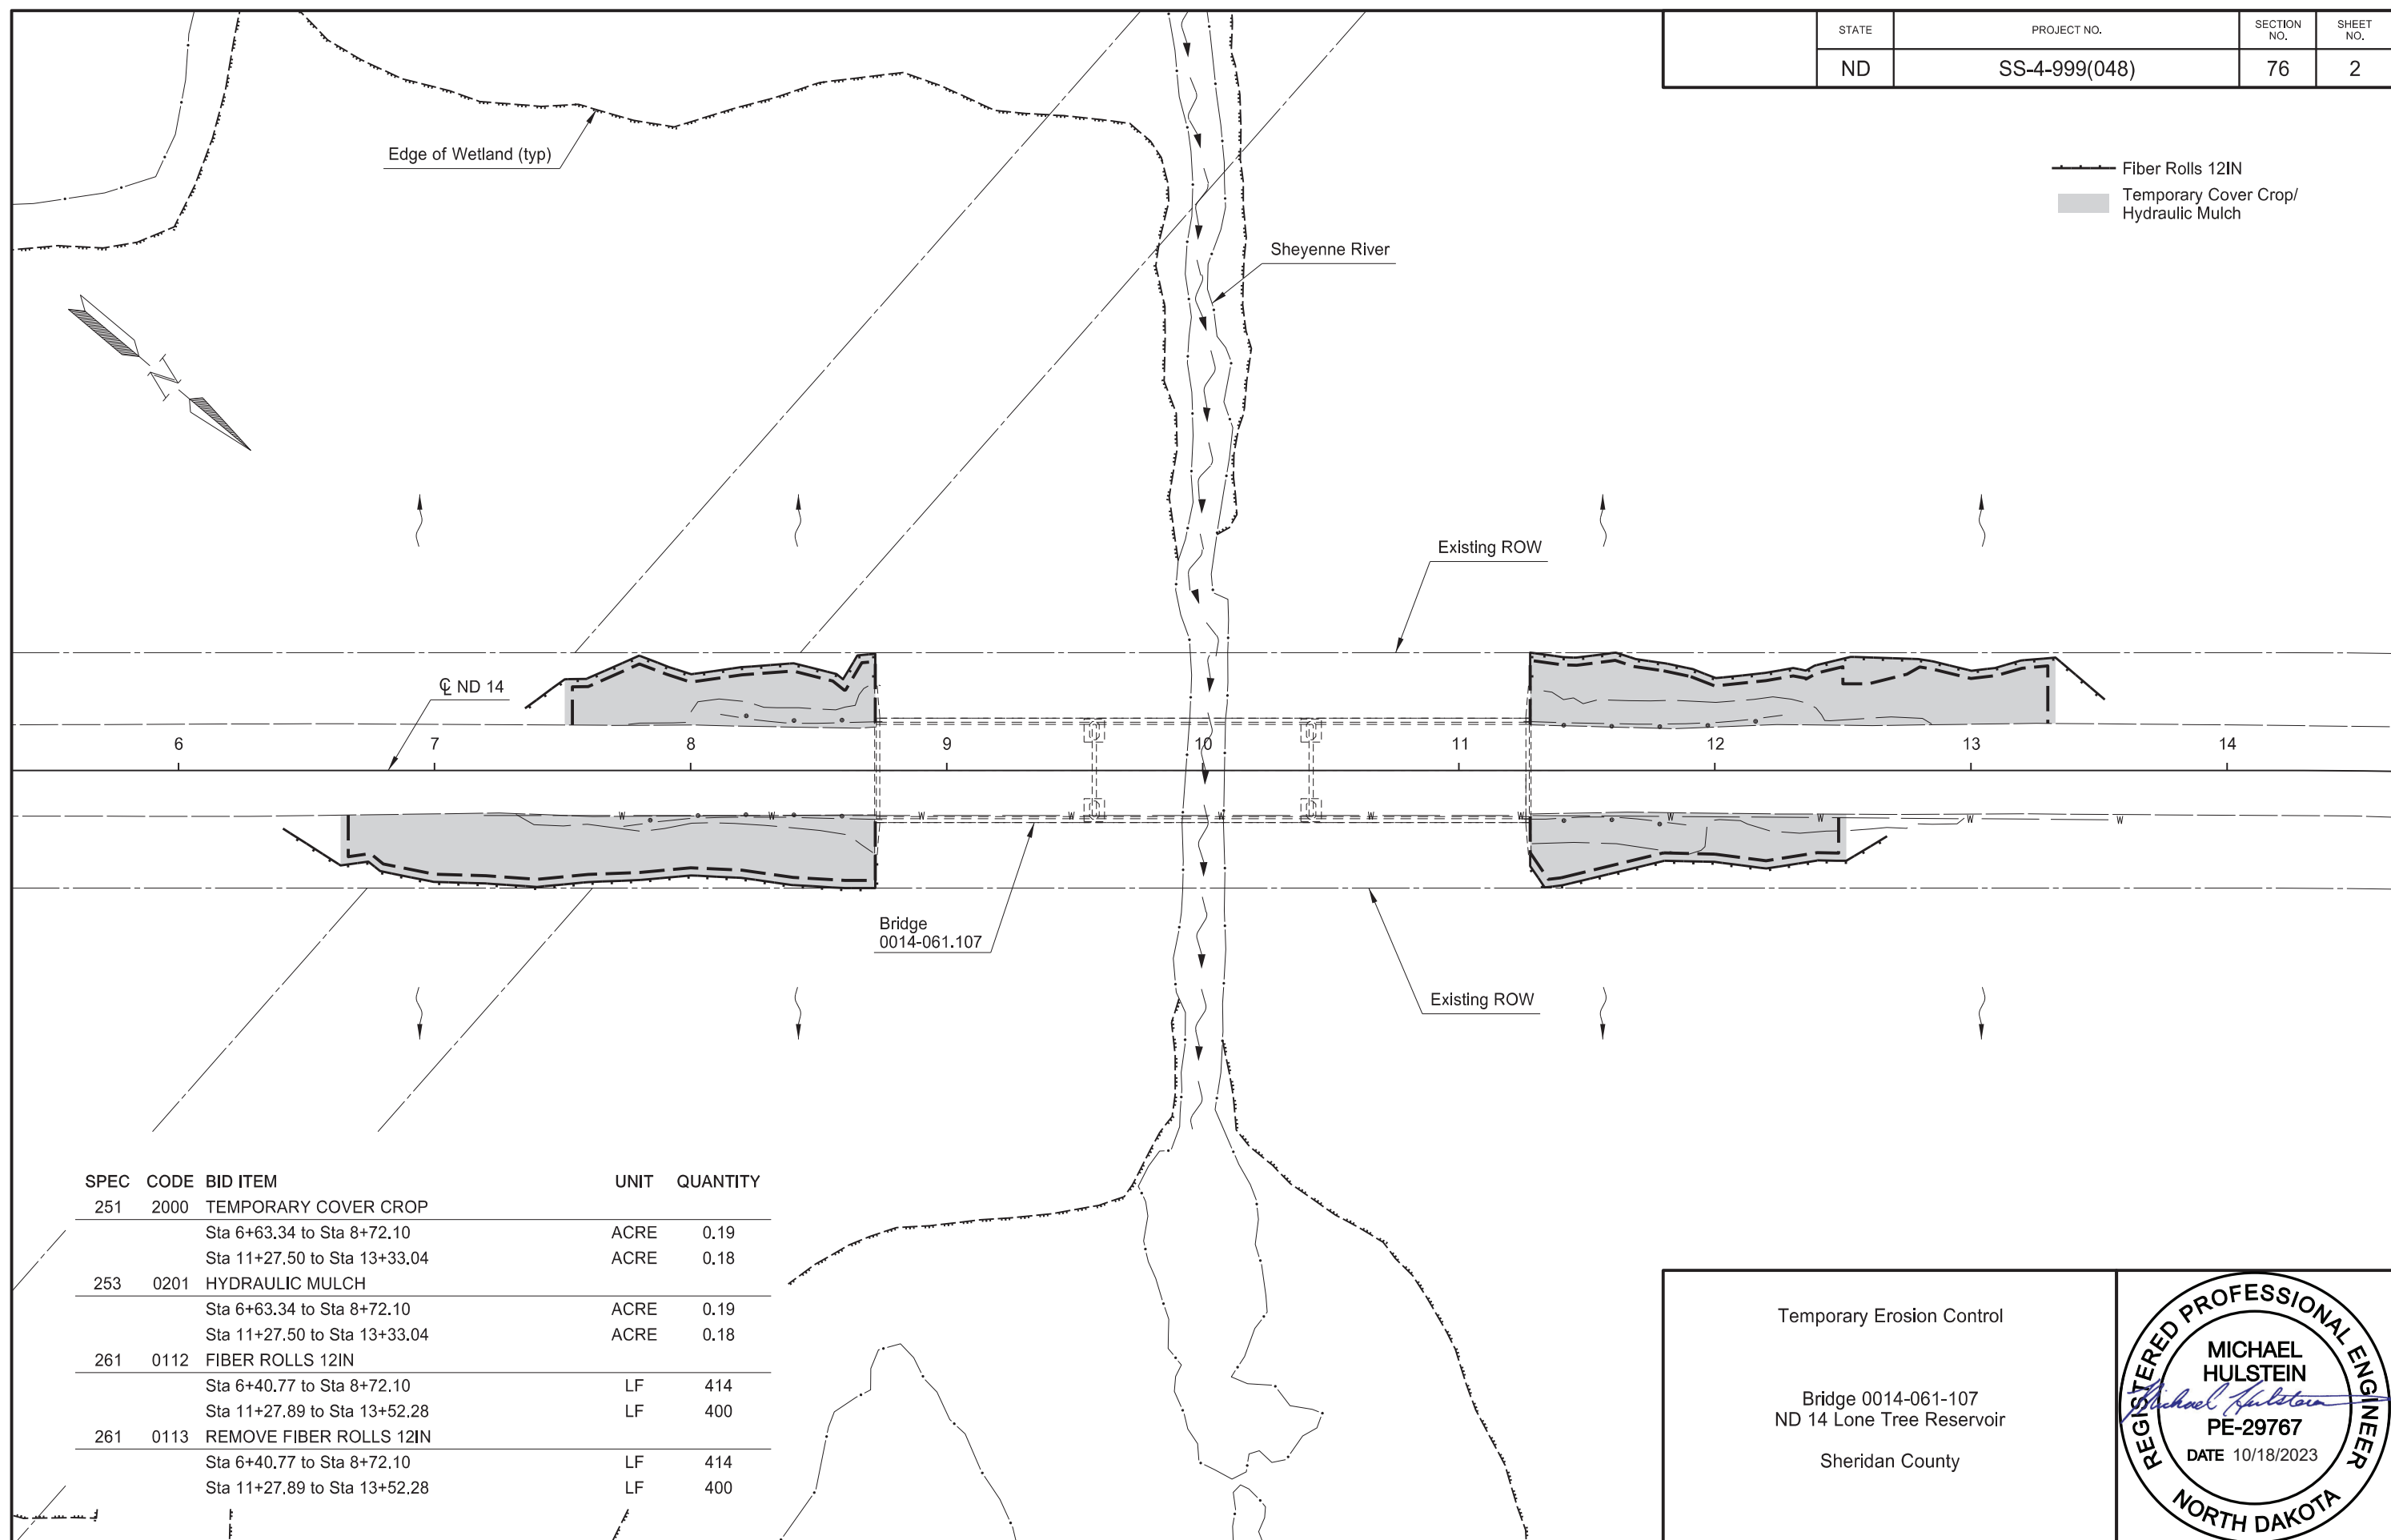 STATE PROJECT NO. SECTION NO. SHEET NO.
ND SS-4-999(048) 76 2
Fiber Rolls 12IN
Temporary Cover Crop/
Hydraulic Mulch
Edge of Wetland (typ)
Sheyenne River
N
Existing ROW
℄ ND 14
6 7 8 9 10 11 12 13 14
W W W W W W W W W W W
Bridge
0014-061.107
Existing ROW
SPEC CODE BID ITEM UNIT QUANTITY
251 2000 TEMPORARY COVER CROP
Sta 6+63.34 to Sta 8+72.10 ACRE 0.19
Sta 11+27.50 to Sta 13+33.04 ACRE 0.18
253 0201 HYDRAULIC MULCH
Sta 6+63.34 to Sta 8+72.10 ACRE 0.19
Sta 11+27.50 to Sta 13+33.04 ACRE 0.18
261 0112 FIBER ROLLS 12IN
Sta 6+40.77 to Sta 8+72.10 LF 414
Sta 11+27.89 to Sta 13+52.28 LF 400
261 0113 REMOVE FIBER ROLLS 12IN
Sta 6+40.77 to Sta 8+72.10 LF 414
Sta 11+27.89 to Sta 13+52.28 LF 400
Temporary Erosion Control
Bridge 0014-061-107
ND 14 Lone Tree Reservoir
Sheridan County
REGISTERED PROFESSIONAL ENGINEER
MICHAEL
HULSTEIN
Michael Hulstein
PE-29767
DATE 10/18/2023
NORTH DAKOTA